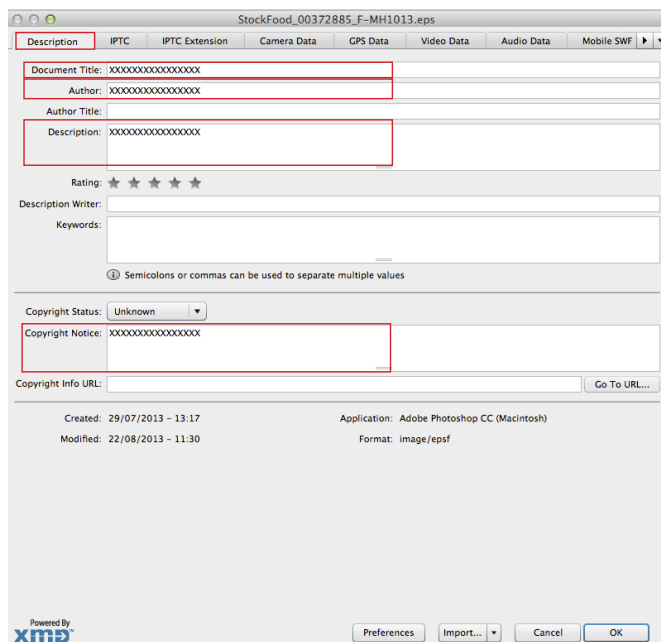 StockFood_00372885_F-MH1013.eps
Description IPTC IPTC Extension Camera Data GPS Data Video Data Audio Data Mobile SWF
Document Title: XXXXXXXXXXXXXXXX
Author: XXXXXXXXXXXXXXXX
Author Title:
Description: XXXXXXXXXXXXXXXX
Rating:
Description Writer:
Keywords:
Semicolons or commas can be used to separate multiple values
Copyright Status: Unknown
Copyright Notice: XXXXXXXXXXXXXXXX
Copyright Info URL: Go To URL...
Created: 29/07/2013 - 13:17 Application: Adobe Photoshop CC (Macintosh)
Modified: 22/08/2013 - 11:30 Format: image/epsf
Powered By
xmp™ Preferences Import... Cancel OK